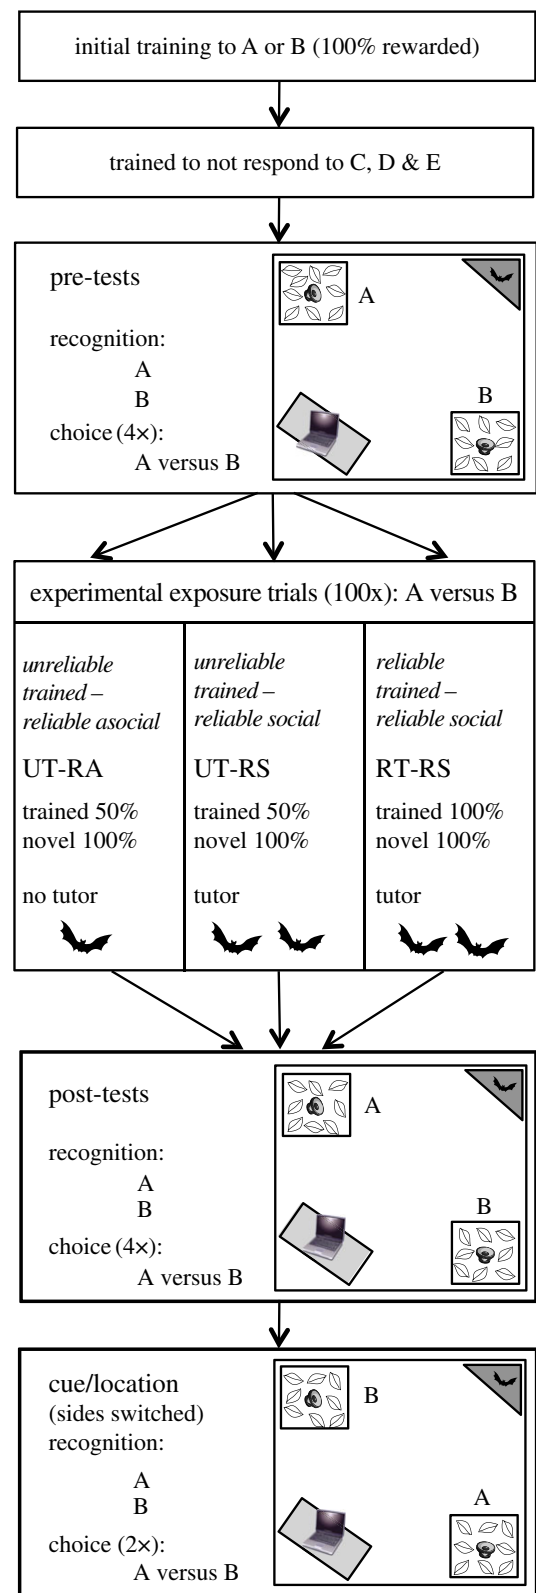 initial training to A or B (100% rewarded)
trained to not respond to C, D & E
pre-tests
recognition:
A
B
choice (4×):
A versus B
A
B
experimental exposure trials (100x): A versus B
unreliable
trained –
reliable asocial
UT-RA
trained 50%
novel 100%
no tutor
unreliable
trained –
reliable social
UT-RS
trained 50%
novel 100%
tutor
reliable
trained –
reliable social
RT-RS
trained 100%
novel 100%
tutor
post-tests
recognition:
A
B
choice (4×):
A versus B
A
B
cue/location
(sides switched)
recognition:
A
B
choice (2×):
A versus B
B
A